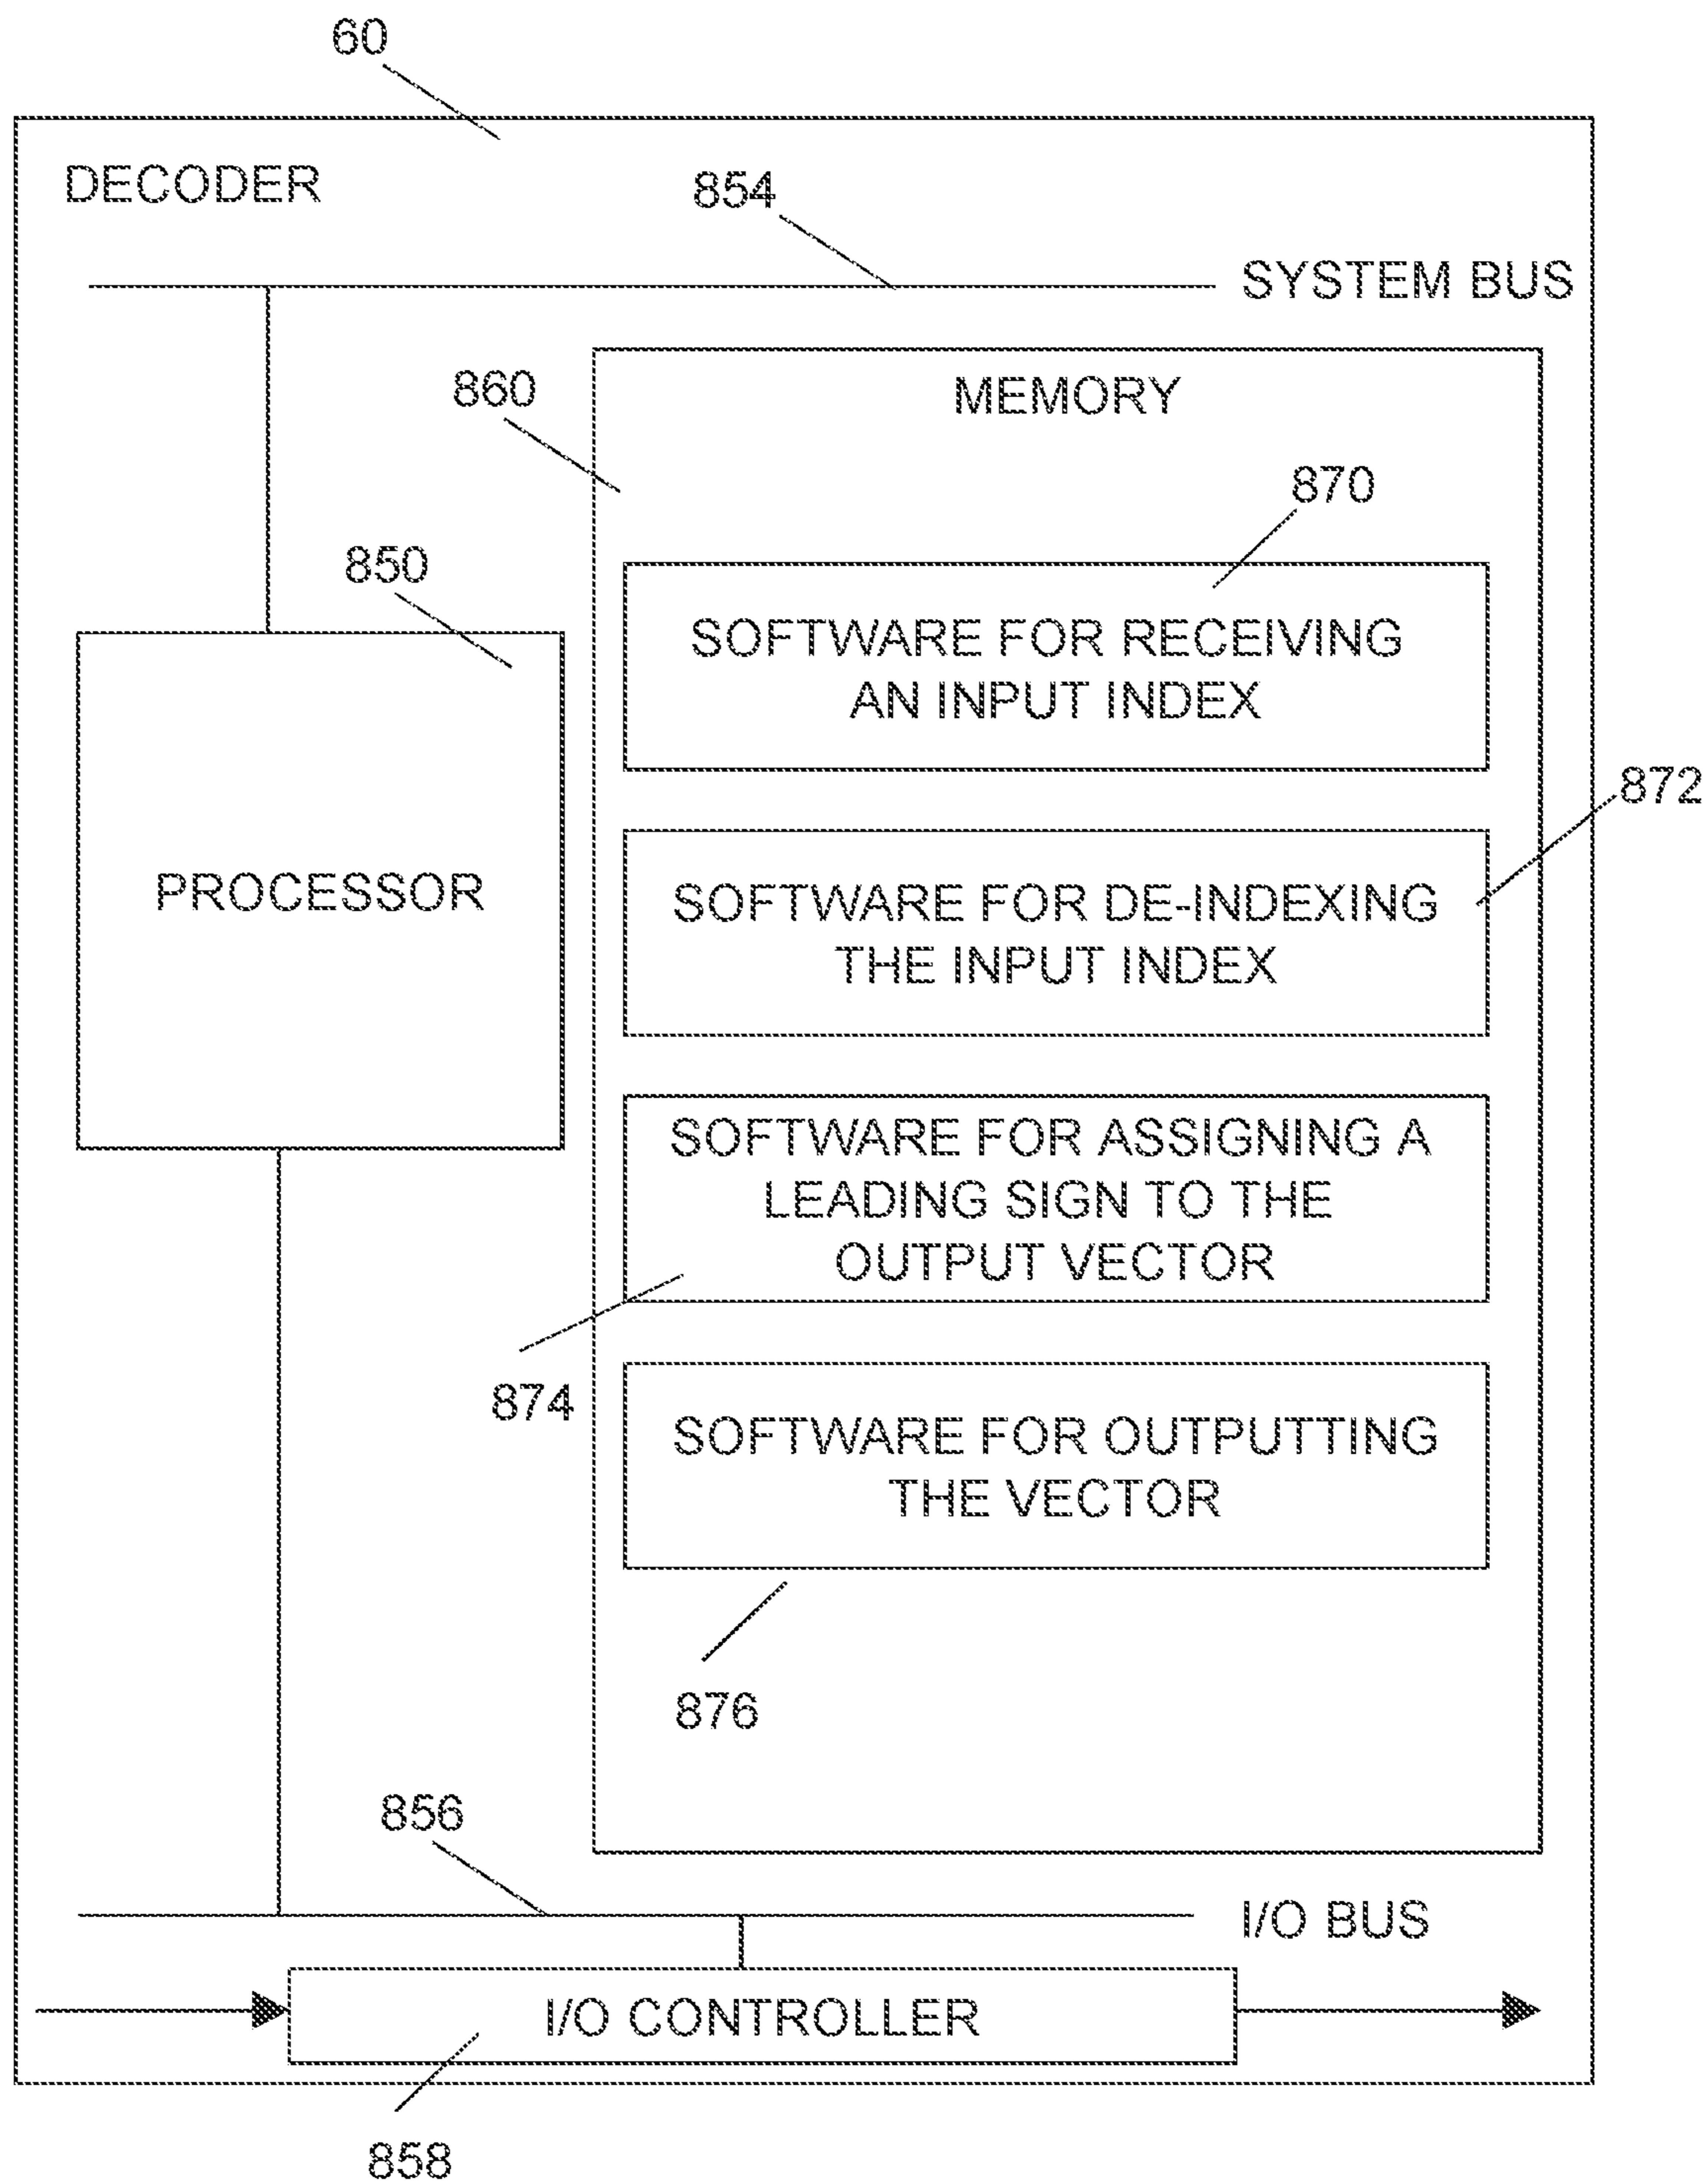 60
DECODER
854
SYSTEM BUS
860
MEMORY
870
850
SOFTWARE FOR RECEIVING
AN INPUT INDEX
872
PROCESSOR
SOFTWARE FOR DE-INDEXING
THE INPUT INDEX
SOFTWARE FOR ASSIGNING A
LEADING SIGN TO THE
OUTPUT VECTOR
874
SOFTWARE FOR OUTPUTTING
THE VECTOR
876
856
I/O BUS
I/O CONTROLLER
858